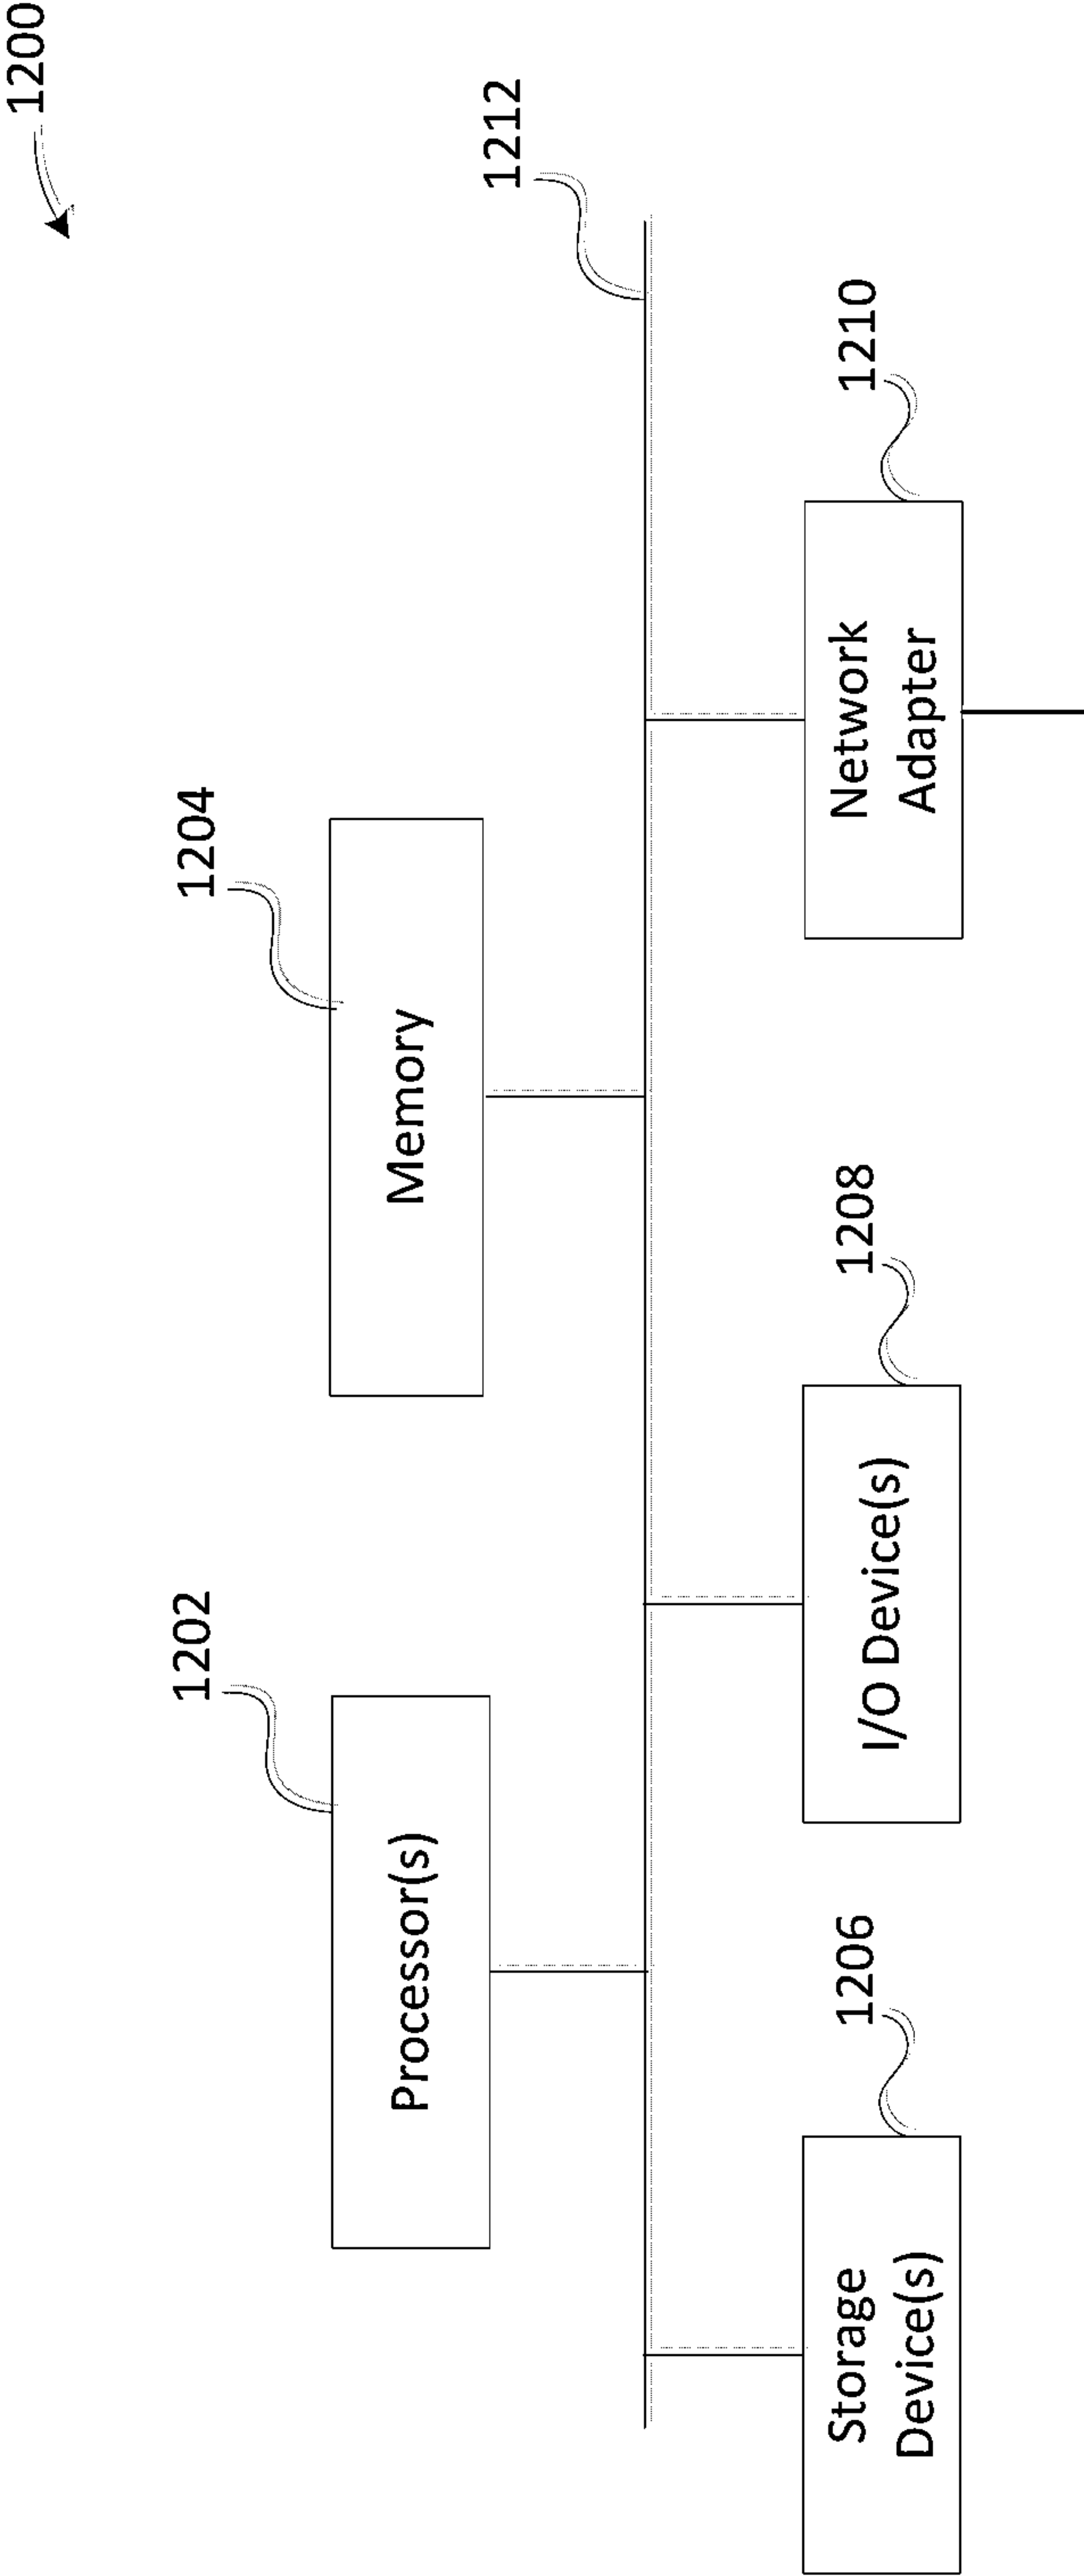 1200
1202
1204
1212
Processor(s)
Memory
1206
1208
1210
Storage
Device(s)
I/O Device(s)
Network
Adapter